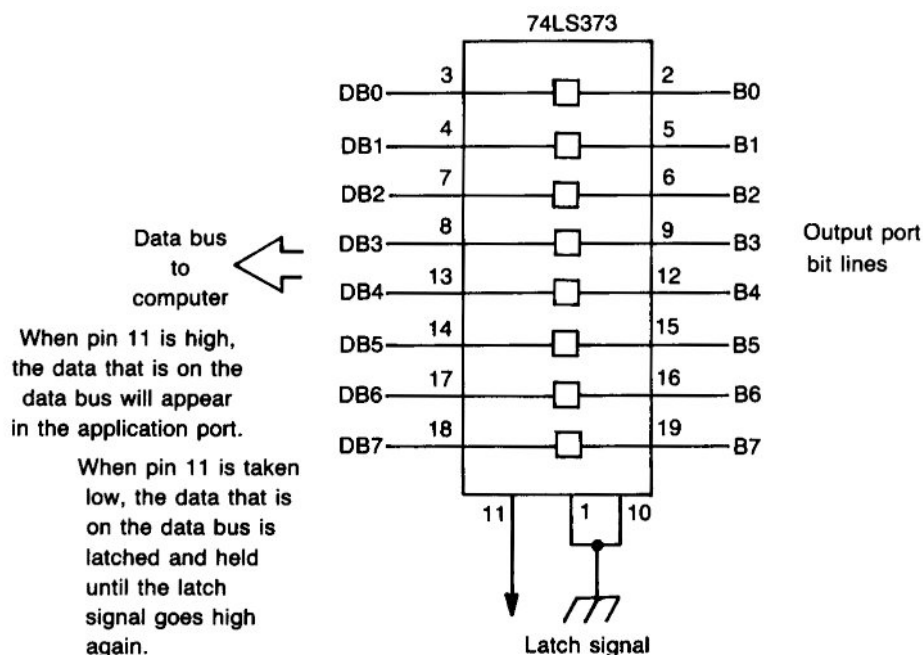 74LS373
DB0 3 2 B0
DB1 4 5 B1
DB2 7 6 B2
DB3 8 9 B3
DB4 13 12 B4
DB5 14 15 B5
DB6 17 16 B6
DB7 18 19 B7
Data bus
to
computer
Output port
bit lines
When pin 11 is high,
the data that is on the
data bus will appear
in the application port.
When pin 11 is taken
low, the data that is
on the data bus is
latched and held
until the latch
signal goes high
again.
11 1 10
Latch signal